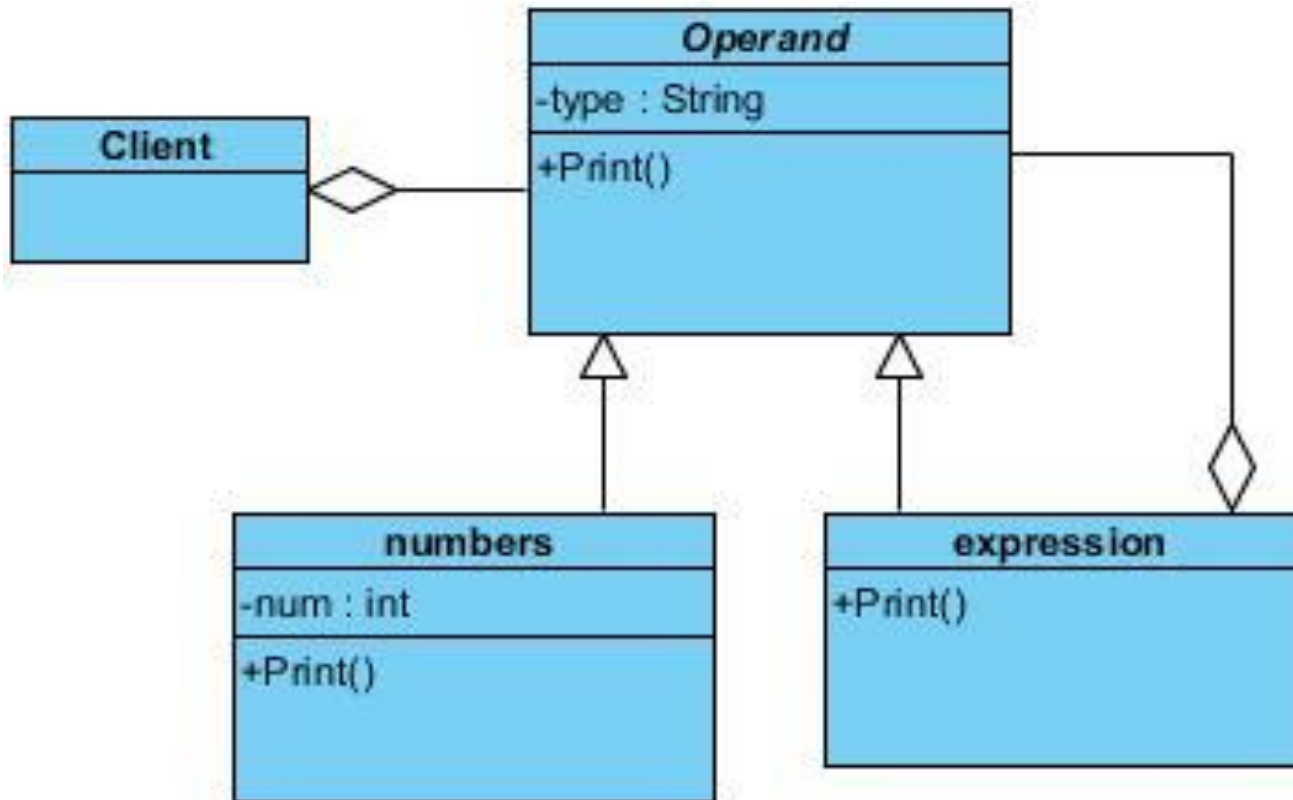 Operand
-type : String
+Print()
Client
numbers
-num : int
+Print()
expression
+Print()